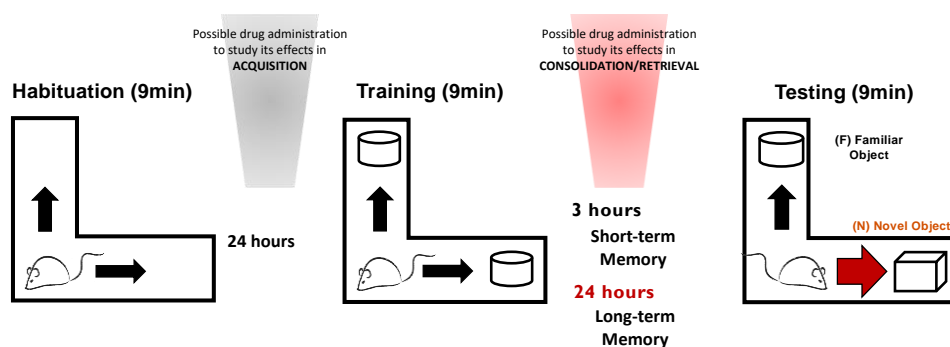 Possible drug administration
to study its effects in
ACQUISITION
Possible drug administration
to study its effects in
CONSOLIDATION/RETRIEVAL
Habituation (9min)
Training (9min)
Testing (9min)
(F) Familiar
Object
24 hours
3 hours
Short-term
Memory
24 hours
Long-term
Memory
(N) Novel Object